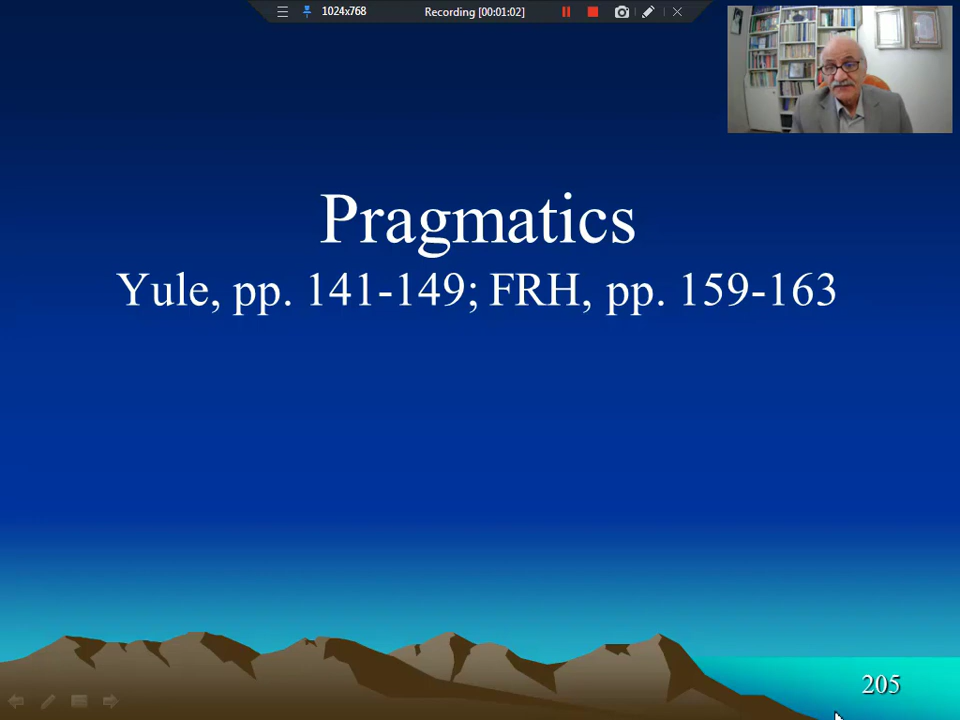 1024x768
Recording [00:01:02]
Pragmatics
Yule, pp. 141-149; FRH, pp. 159-163
205